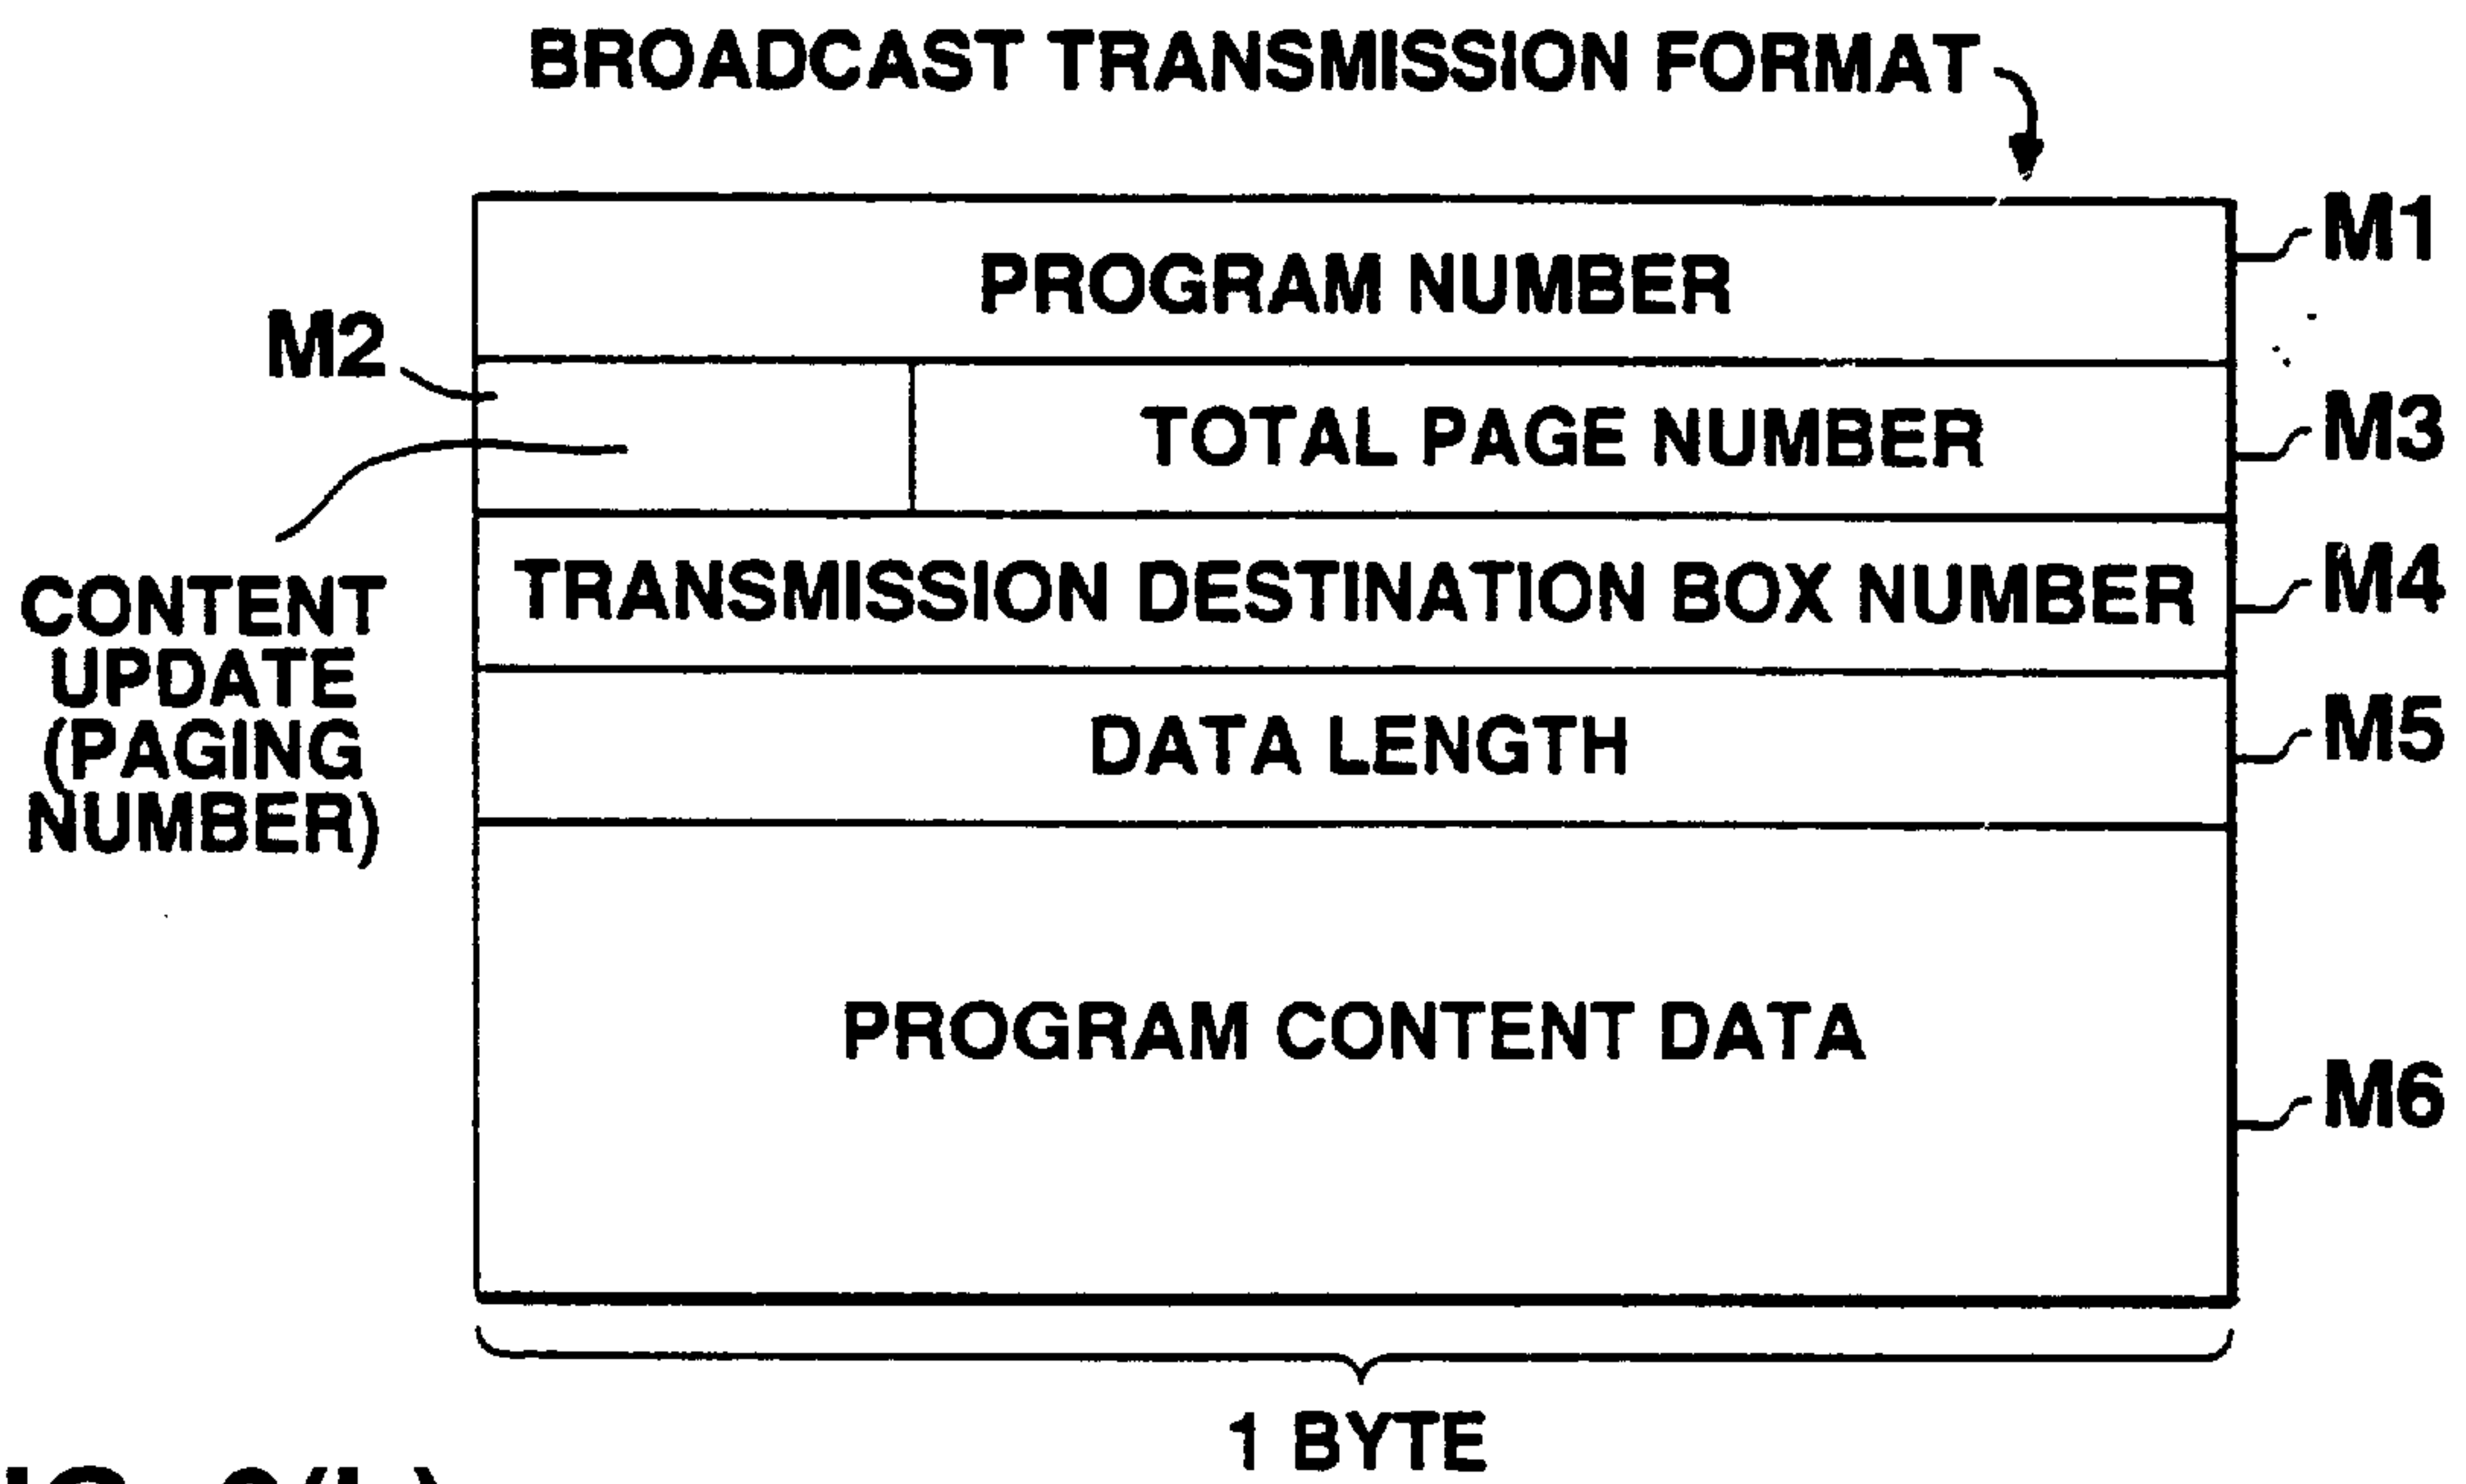 BROADCAST TRANSMISSION FORMAT
PROGRAM NUMBER
M1
M2
TOTAL PAGE NUMBER
M3
CONTENT
UPDATE
(PAGING
NUMBER)
TRANSMISSION DESTINATION BOX NUMBER
M4
DATA LENGTH
M5
PROGRAM CONTENT DATA
M6
1 BYTE